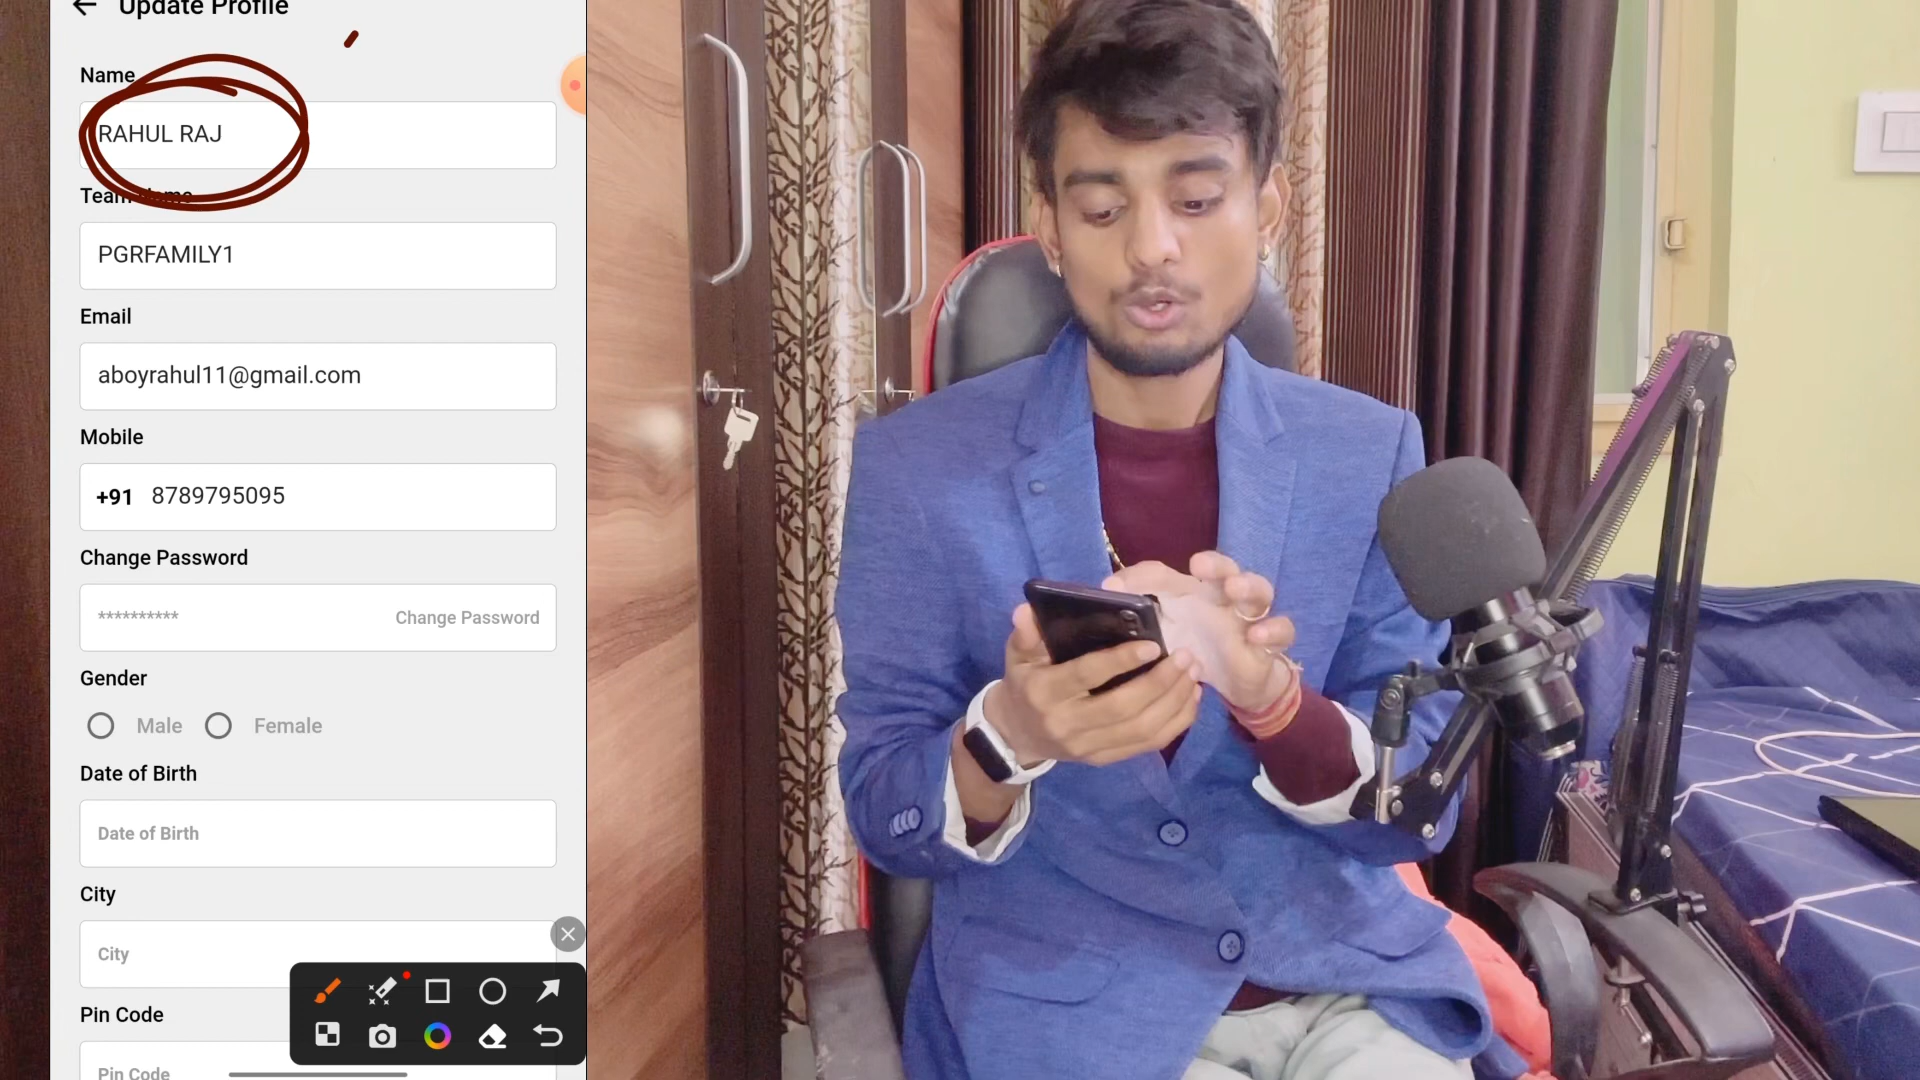 Update Profile
Name
RAHUL RAJ
Team Name
PGRFAMILY1
Email
aboyrahul11@gmail.com
Mobile
+91 8789795095
Change Password
********** Change Password
Gender
Male Female
Date of Birth
Date of Birth
City
City
Pin Code
Pin Code